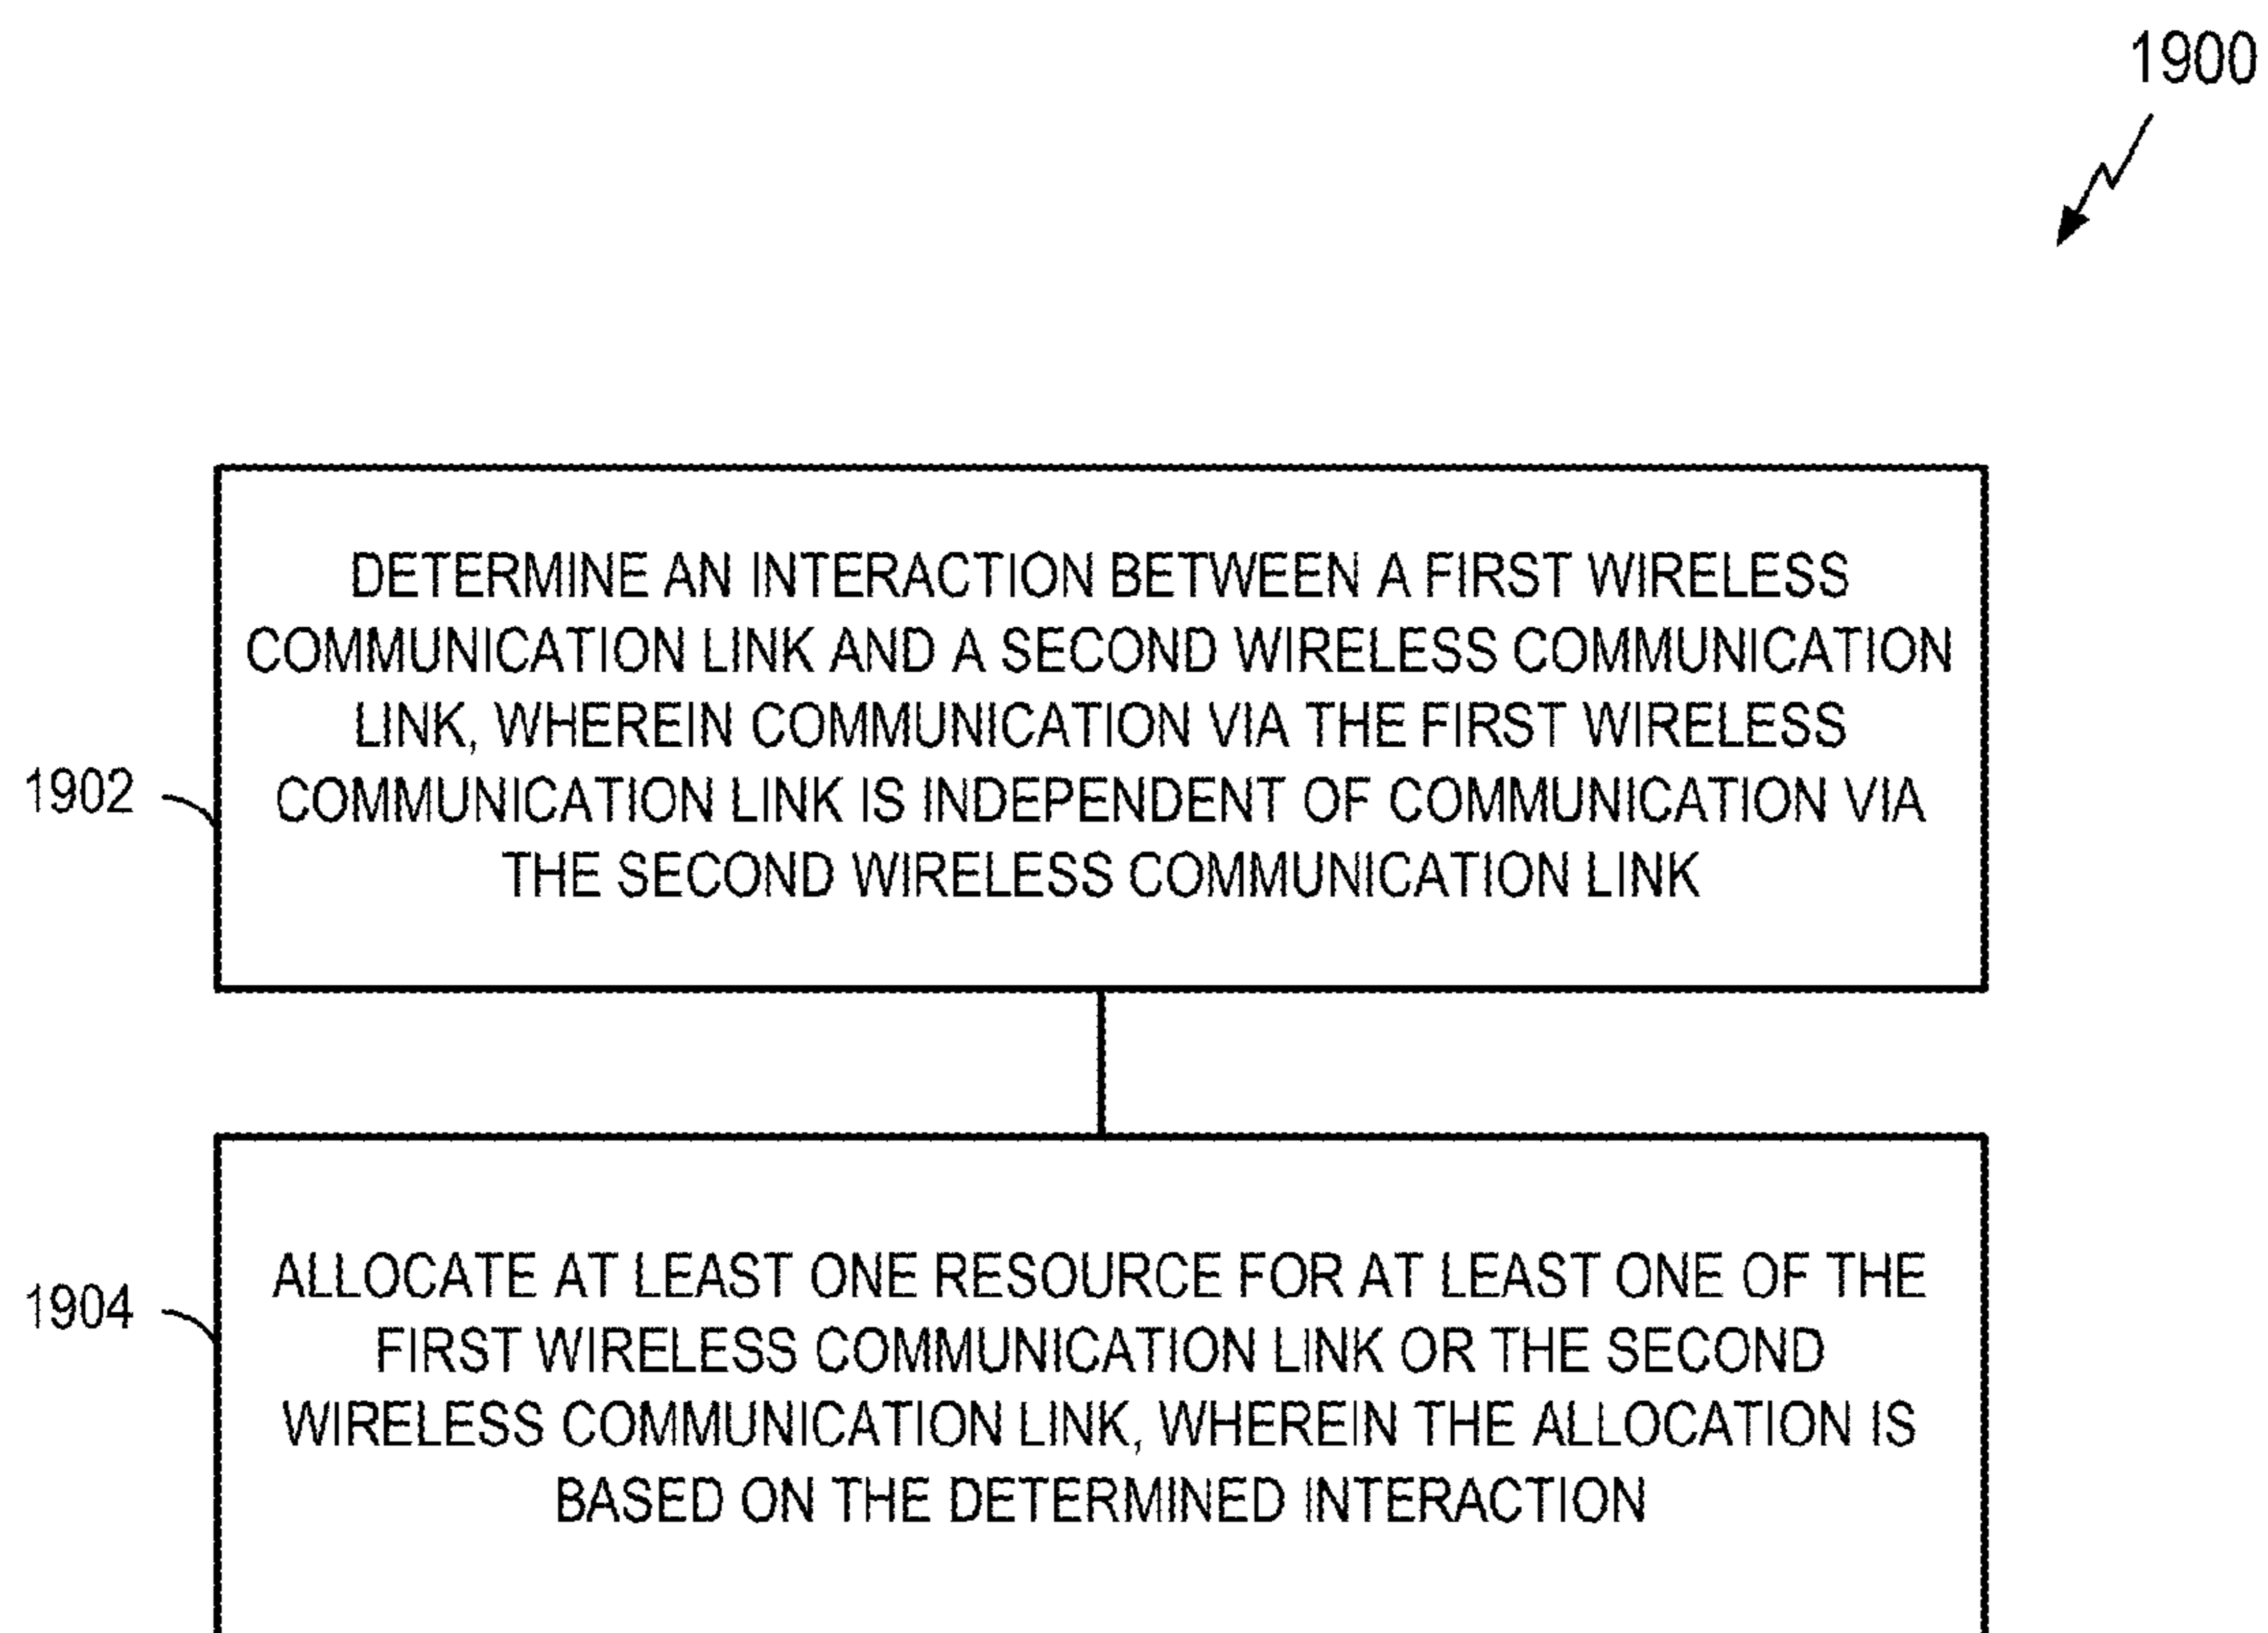 1900
DETERMINE AN INTERACTION BETWEEN A FIRST WIRELESS
COMMUNICATION LINK AND A SECOND WIRELESS COMMUNICATION
LINK, WHEREIN COMMUNICATION VIA THE FIRST WIRELESS
COMMUNICATION LINK IS INDEPENDENT OF COMMUNICATION VIA
THE SECOND WIRELESS COMMUNICATION LINK
1902
ALLOCATE AT LEAST ONE RESOURCE FOR AT LEAST ONE OF THE
FIRST WIRELESS COMMUNICATION LINK OR THE SECOND
WIRELESS COMMUNICATION LINK, WHEREIN THE ALLOCATION IS
BASED ON THE DETERMINED INTERACTION
1904